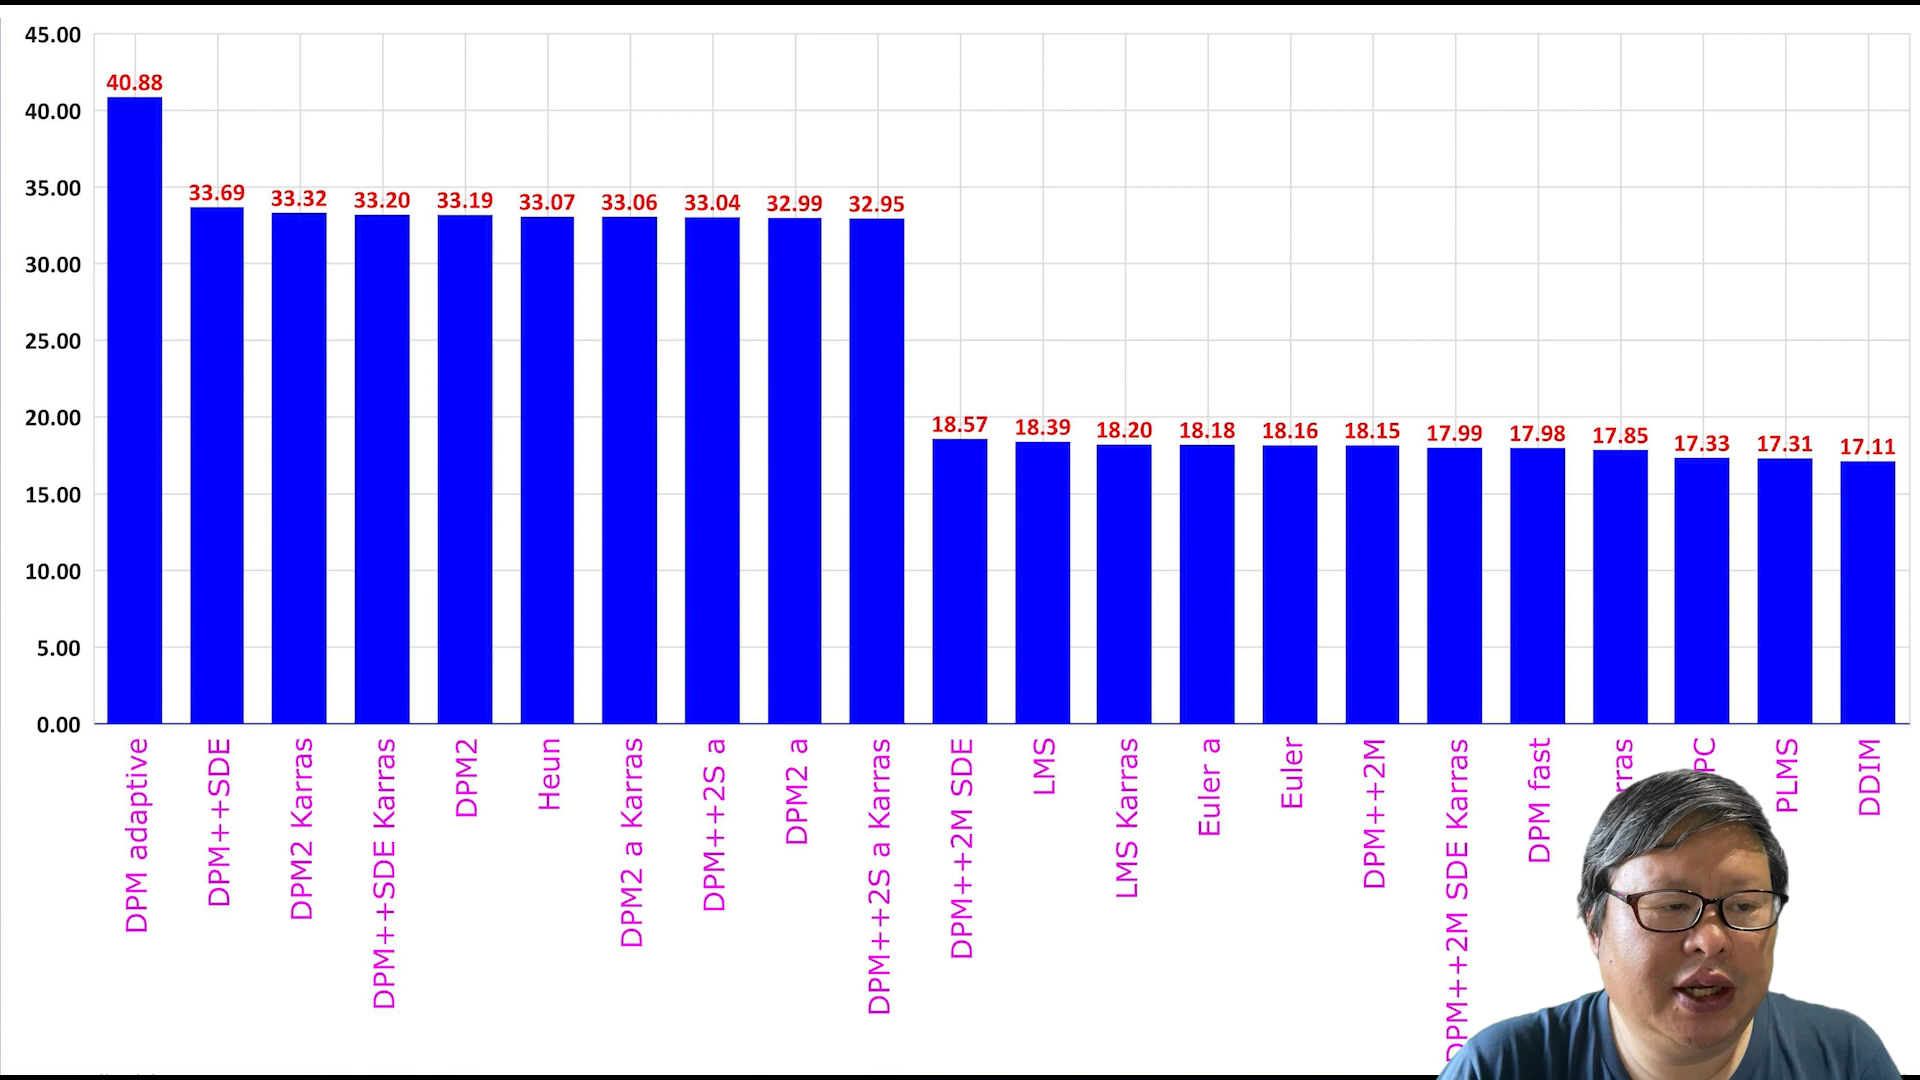 45.00
40.00
35.00
30.00
25.00
20.00
15.00
10.00
5.00
0.00
40.88
33.69
33.32
33.20
33.19
33.07
33.06
33.04
32.99
32.95
18.57
18.39
18.20
18.18
18.16
18.15
17.99
17.98
17.85
17.33
17.31
17.11
DPM adaptive
DPM++SDE
DPM2 Karras
DPM++SDE Karras
DPM2
Heun
DPM2 a Karras
DPM++2S a
DPM2 a
DPM++2S a Karras
DPM++2M SDE
LMS
LMS Karras
Euler a
Euler
DPM++2M
DPM++2M SDE Karras
DPM fast
rras
PC
PLMS
DDIM